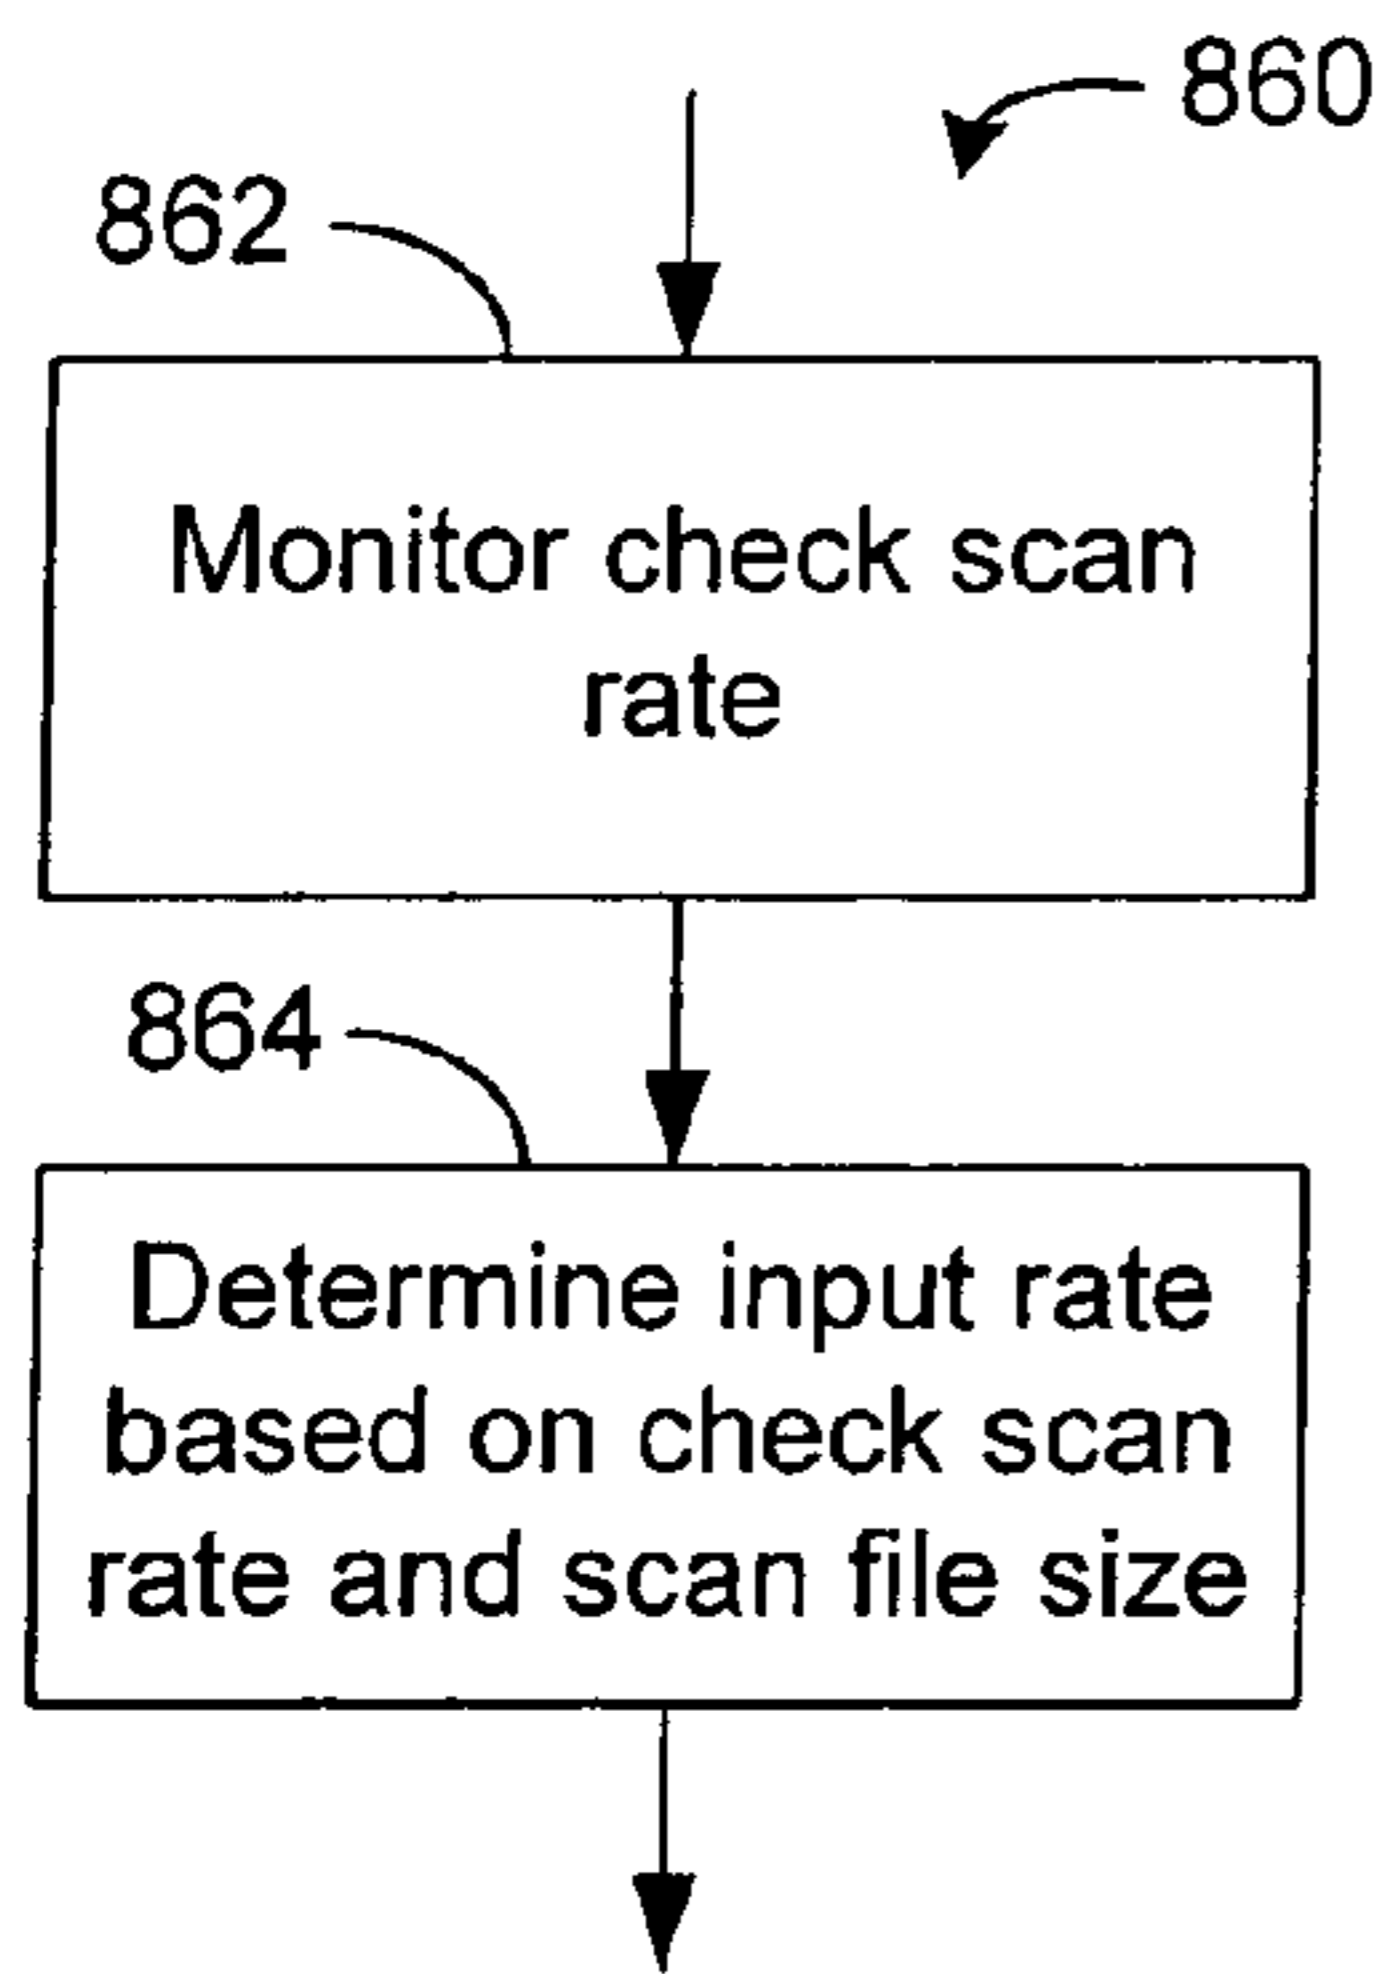 860
862
Monitor check scan
rate
864
Determine input rate
based on check scan
rate and scan file size